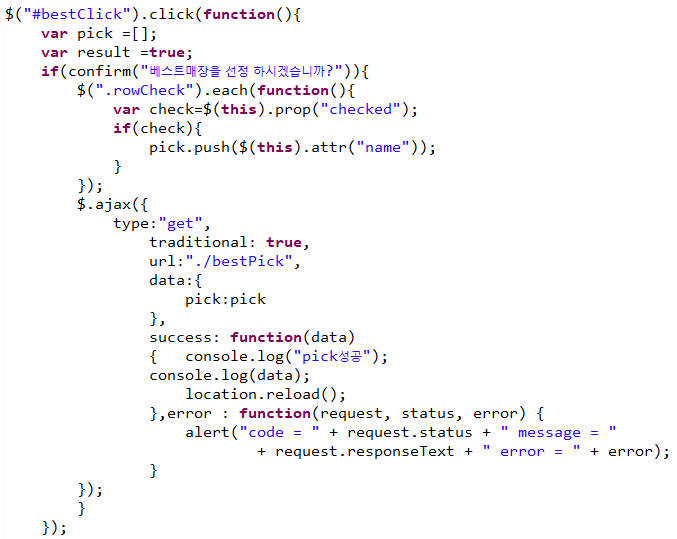 $("#bestClick").click(function(){
    var pick =[];
    var result =true;
    if(confirm("베스트매장을 선정 하시겠습니까?")){
        $(".rowCheck").each(function(){
            var check=$(this).prop("checked");
            if(check){
                pick.push($(this).attr("name"));
            }
        });
        $.ajax({
            type:"get",
                traditional: true,
                url:"./bestPick",
                data:{
                    pick:pick
                },
                success: function(data)
                {   console.log("pick성공");
                console.log(data);
                    location.reload();
                },error : function(request, status, error) {
                    alert("code = " + request.status + " message = "
                            + request.responseText + " error = " + error);
                }
        });
        }
    });